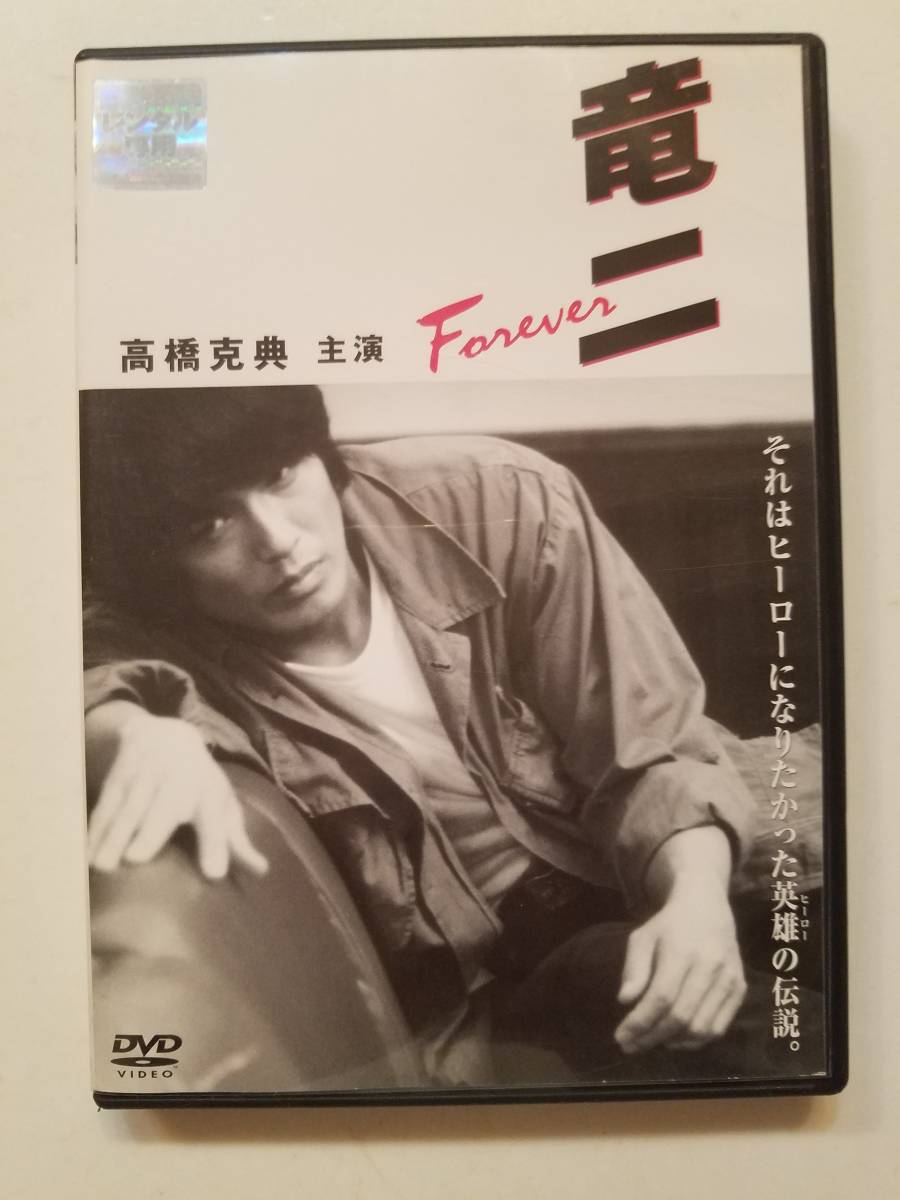 レンタル
専用
竜二
Forever
高橋克典 主演
それはヒーローになりたかった英雄の伝説。
ヒーロー
DVD
VIDEO